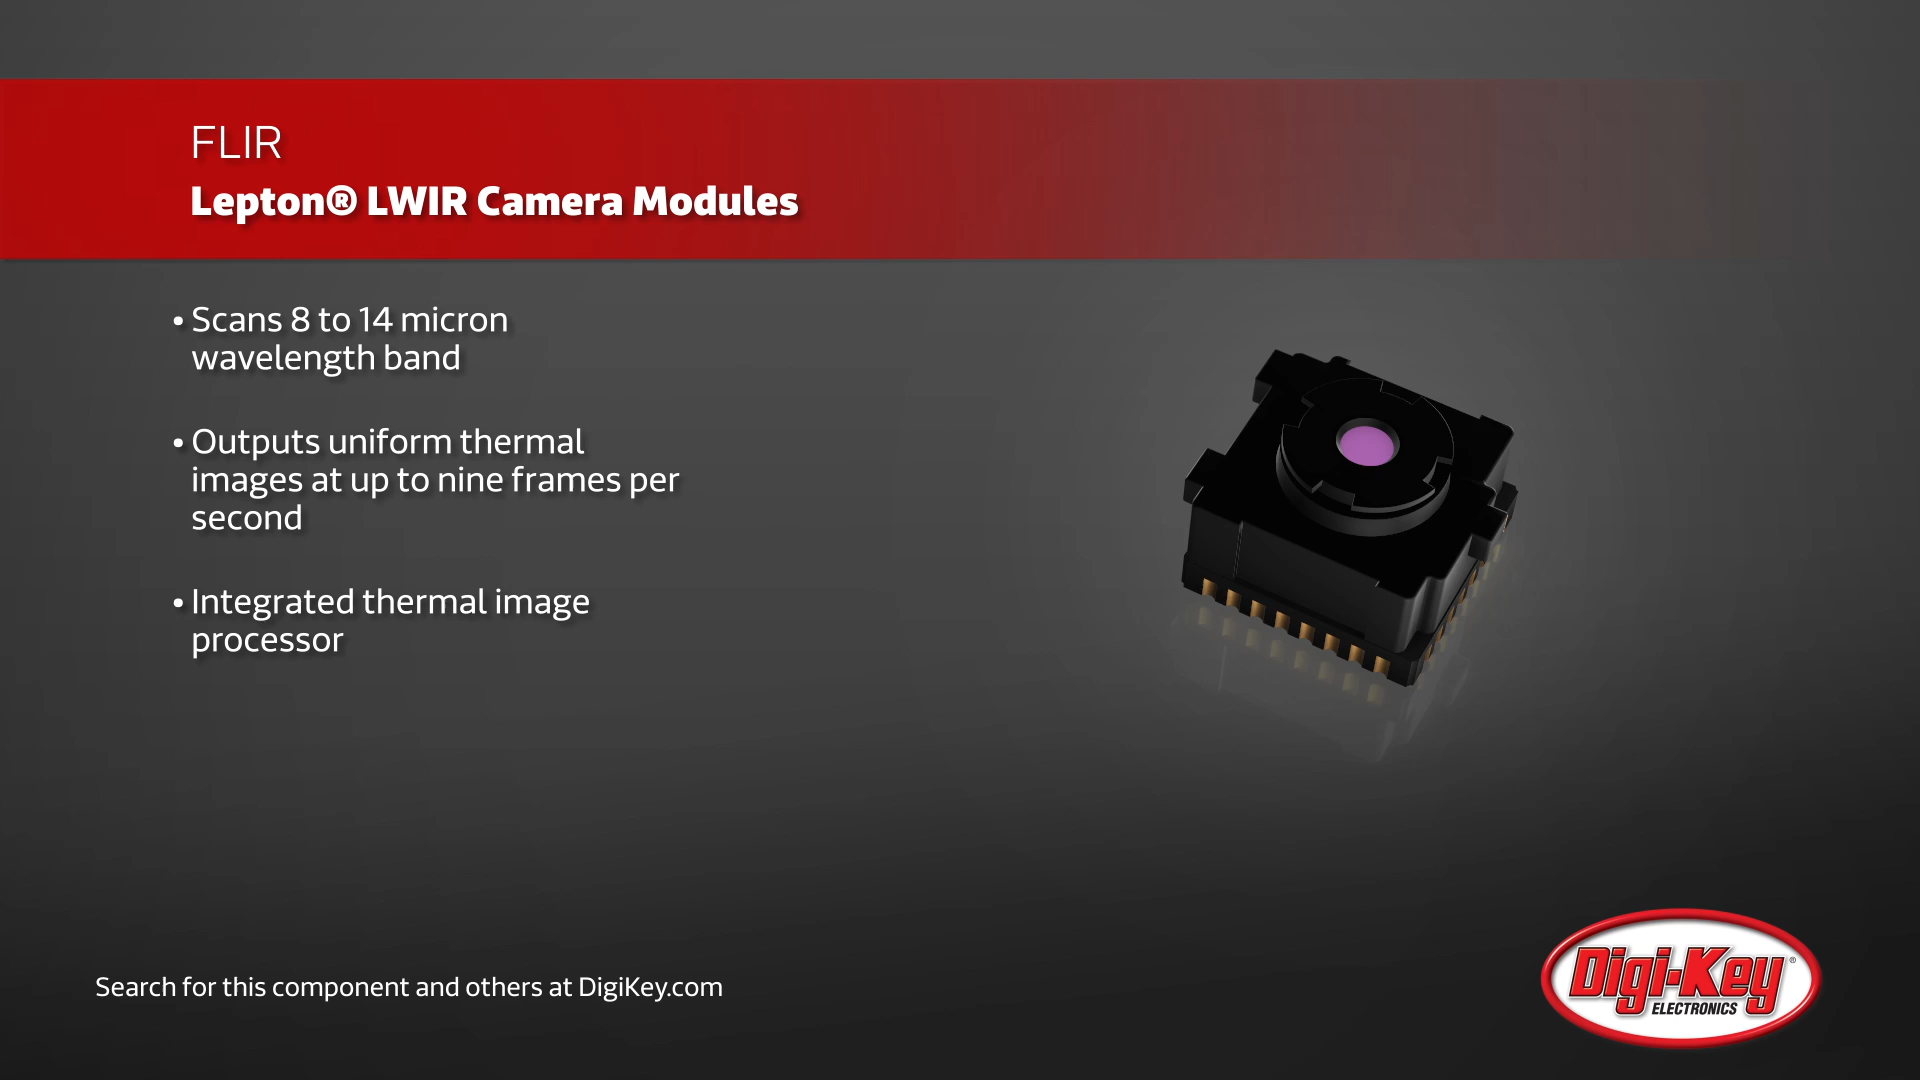 FLIR
Lepton® LWIR Camera Modules
• Scans 8 to 14 micron
wavelength band
• Outputs uniform thermal
images at up to nine frames per
second
• Integrated thermal image
processor
Search for this component and others at DigiKey.com
Digi-Key®
ELECTRONICS